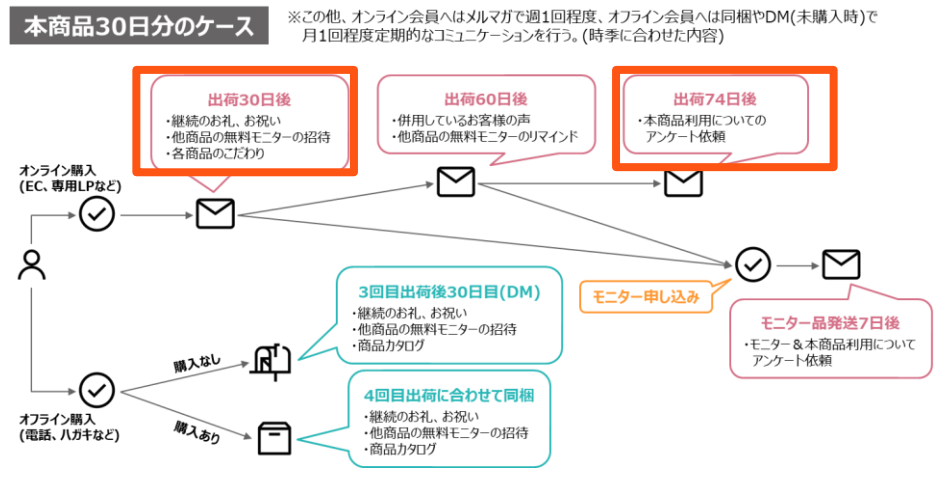 本商品30日分のケース
※この他、オンライン会員へはメルマガで週1回程度、オフライン会員へは同梱やDM(未購入時)で
月1回程度定期的なコミュニケーションを行う。(時季に合わせた内容)
出荷30日後
・継続のお礼、お祝い
・他商品の無料モニターの招待
・各商品のこだわり
出荷60日後
・併用しているお客様の声
・他商品の無料モニターのリマインド
出荷74日後
・本商品利用についての
アンケート依頼
オンライン購入
(EC、専用LPなど)
モニター申し込み
モニター品発送7日後
・モニター＆本商品利用について
アンケート依頼
3回目出荷後30日目(DM)
・継続のお礼、お祝い
・他商品の無料モニターの招待
・商品カタログ
購入なし
4回目出荷に合わせて同梱
・継続のお礼、お祝い
・他商品の無料モニターの招待
・商品カタログ
購入あり
オフライン購入
(電話、ハガキなど)